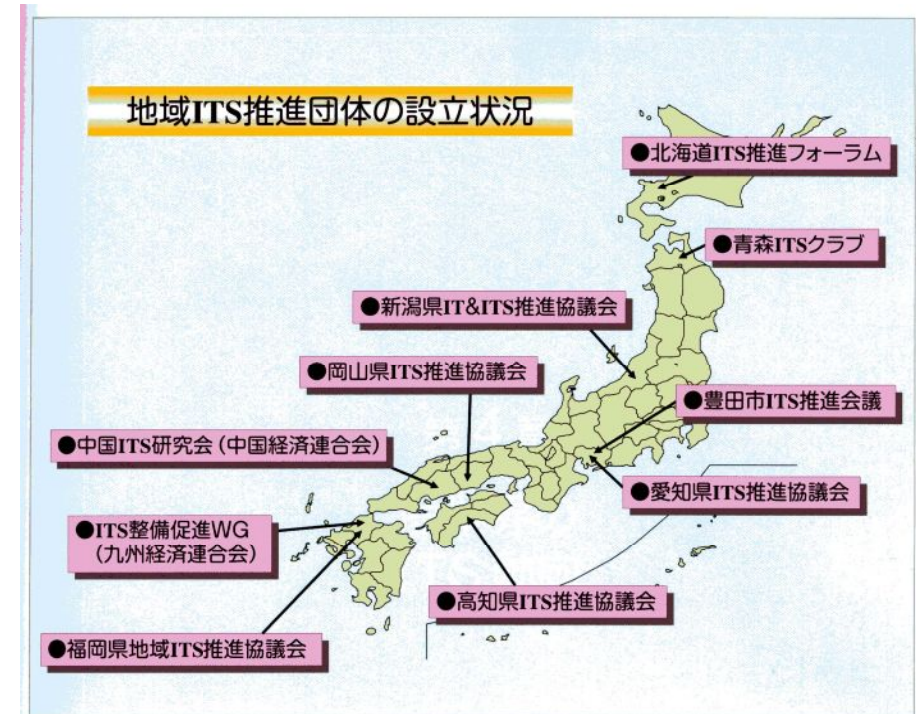 地域ITS推進団体の設立状況
●北海道ITS推進フォーラム
●青森ITSクラブ
●新潟県IT&ITS推進協議会
●岡山県ITS推進協議会
●豊田市ITS推進会議
●中国ITS研究会(中国経済連合会)
●愛知県ITS推進協議会
●ITS整備促進WG
(九州経済連合会)
●高知県ITS推進協議会
●福岡県地域ITS推進協議会